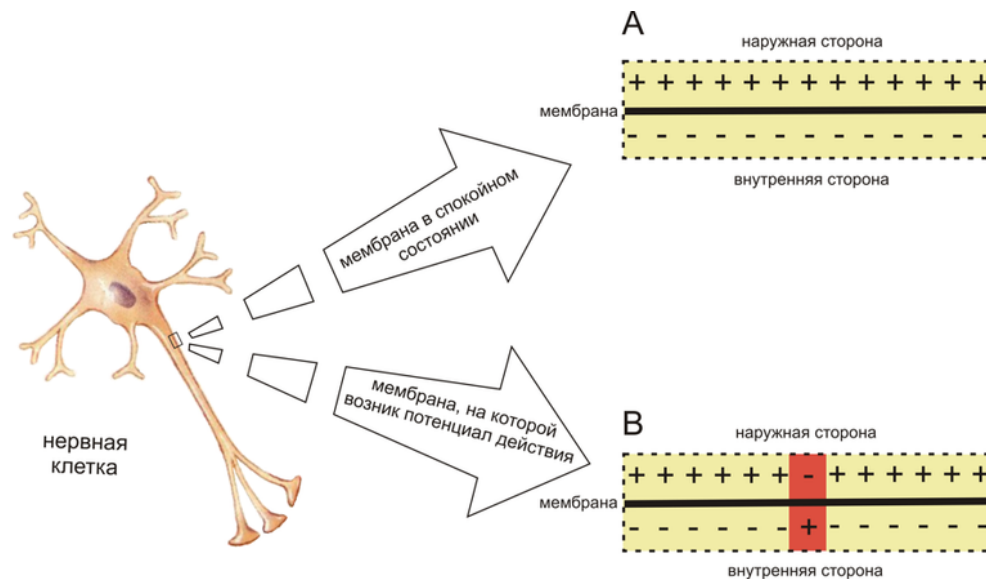 A
наружная сторона
+ + + + + + + + + + + + +
мембрана
- - - - - - - - - - - - -
внутренняя сторона
мембрана в спокойном
состоянии
нервная
клетка
мембрана, на которой
возник потенциал действия
B
наружная сторона
+ + + + + + - + + + + + +
мембрана
- - - - - - + - - - - - -
внутренняя сторона